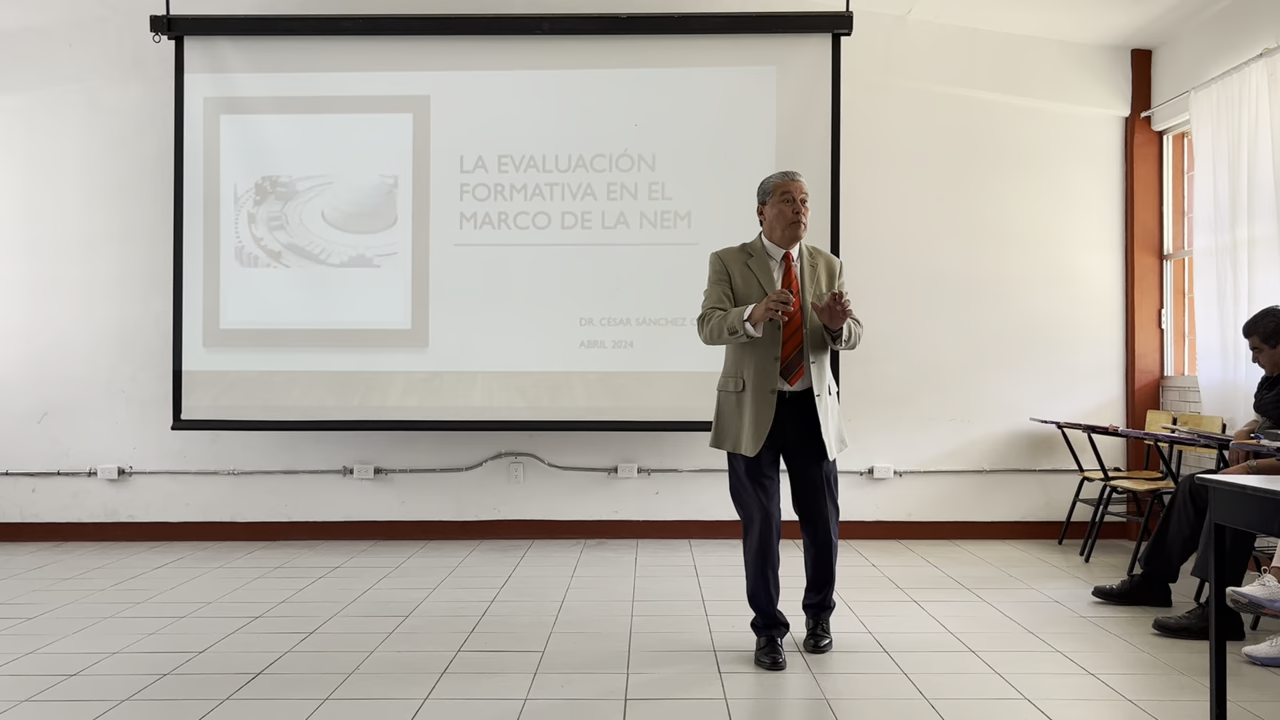 LA EVALUACIÓN
FORMATIVA EN EL
MARCO DE LA NEM
DR. CÉSAR SÁNCHEZ
ABRIL 2024